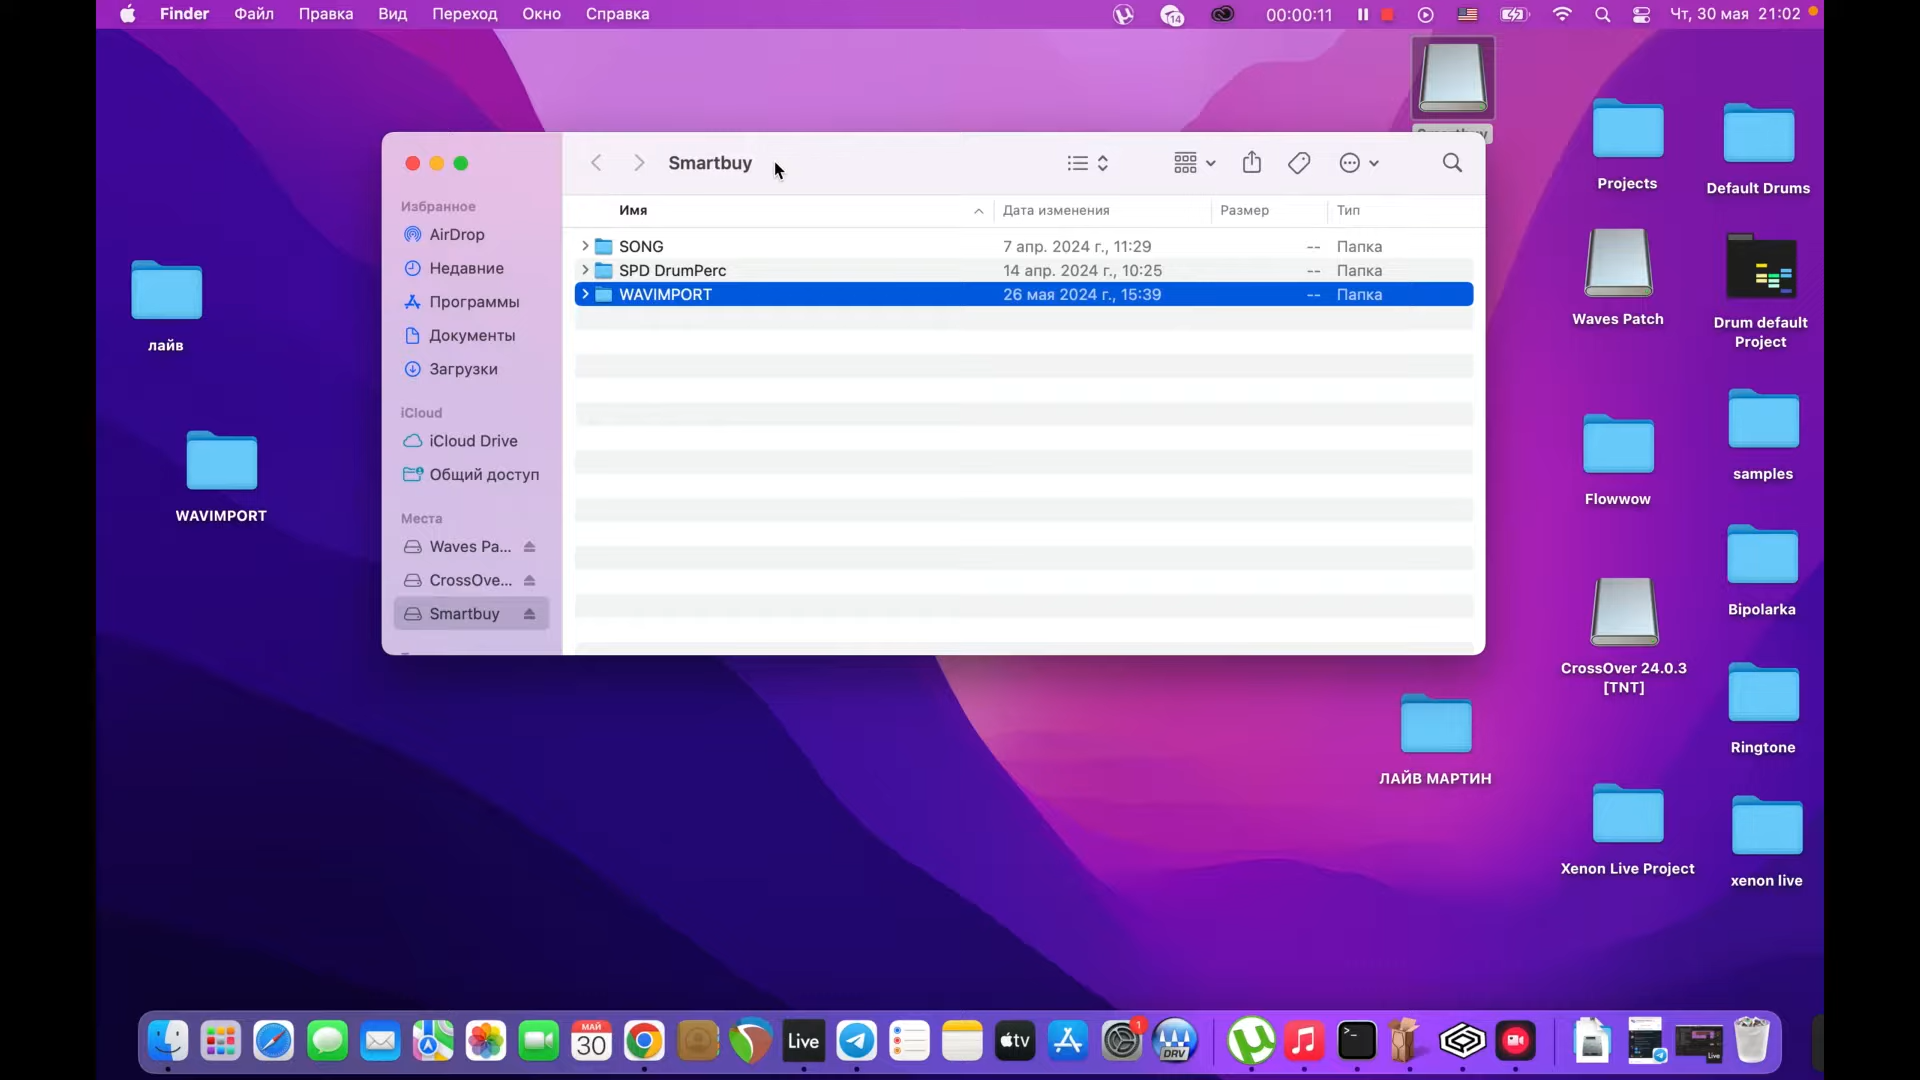 Finder Файл Правка Вид Переход Окно Справка 14 00:00:11 Чт, 30 мая 21:02
Smartbuy
Имя Дата изменения Размер Тип
SONG 7 апр. 2024 г., 11:29 -- Папка
SPD DrumPerc 14 апр. 2024 г., 10:25 -- Папка
WAVIMPORT 26 мая 2024 г., 15:39 -- Папка
Избранное
AirDrop
Недавние
Программы
Документы
Загрузки
iCloud
iCloud Drive
Общий доступ
Места
Waves Pa...
CrossOve...
Smartbuy
лайв
WAVIMPORT
Projects
Default Drums
Waves Patch
Drum default
Project
Flowwow
samples
Bipolarka
CrossOver 24.0.3
[TNT]
Ringtone
ЛАЙВ МАРТИН
Xenon Live Project
xenon live
МАЙ
30
Live
tv
1
DRV
Live